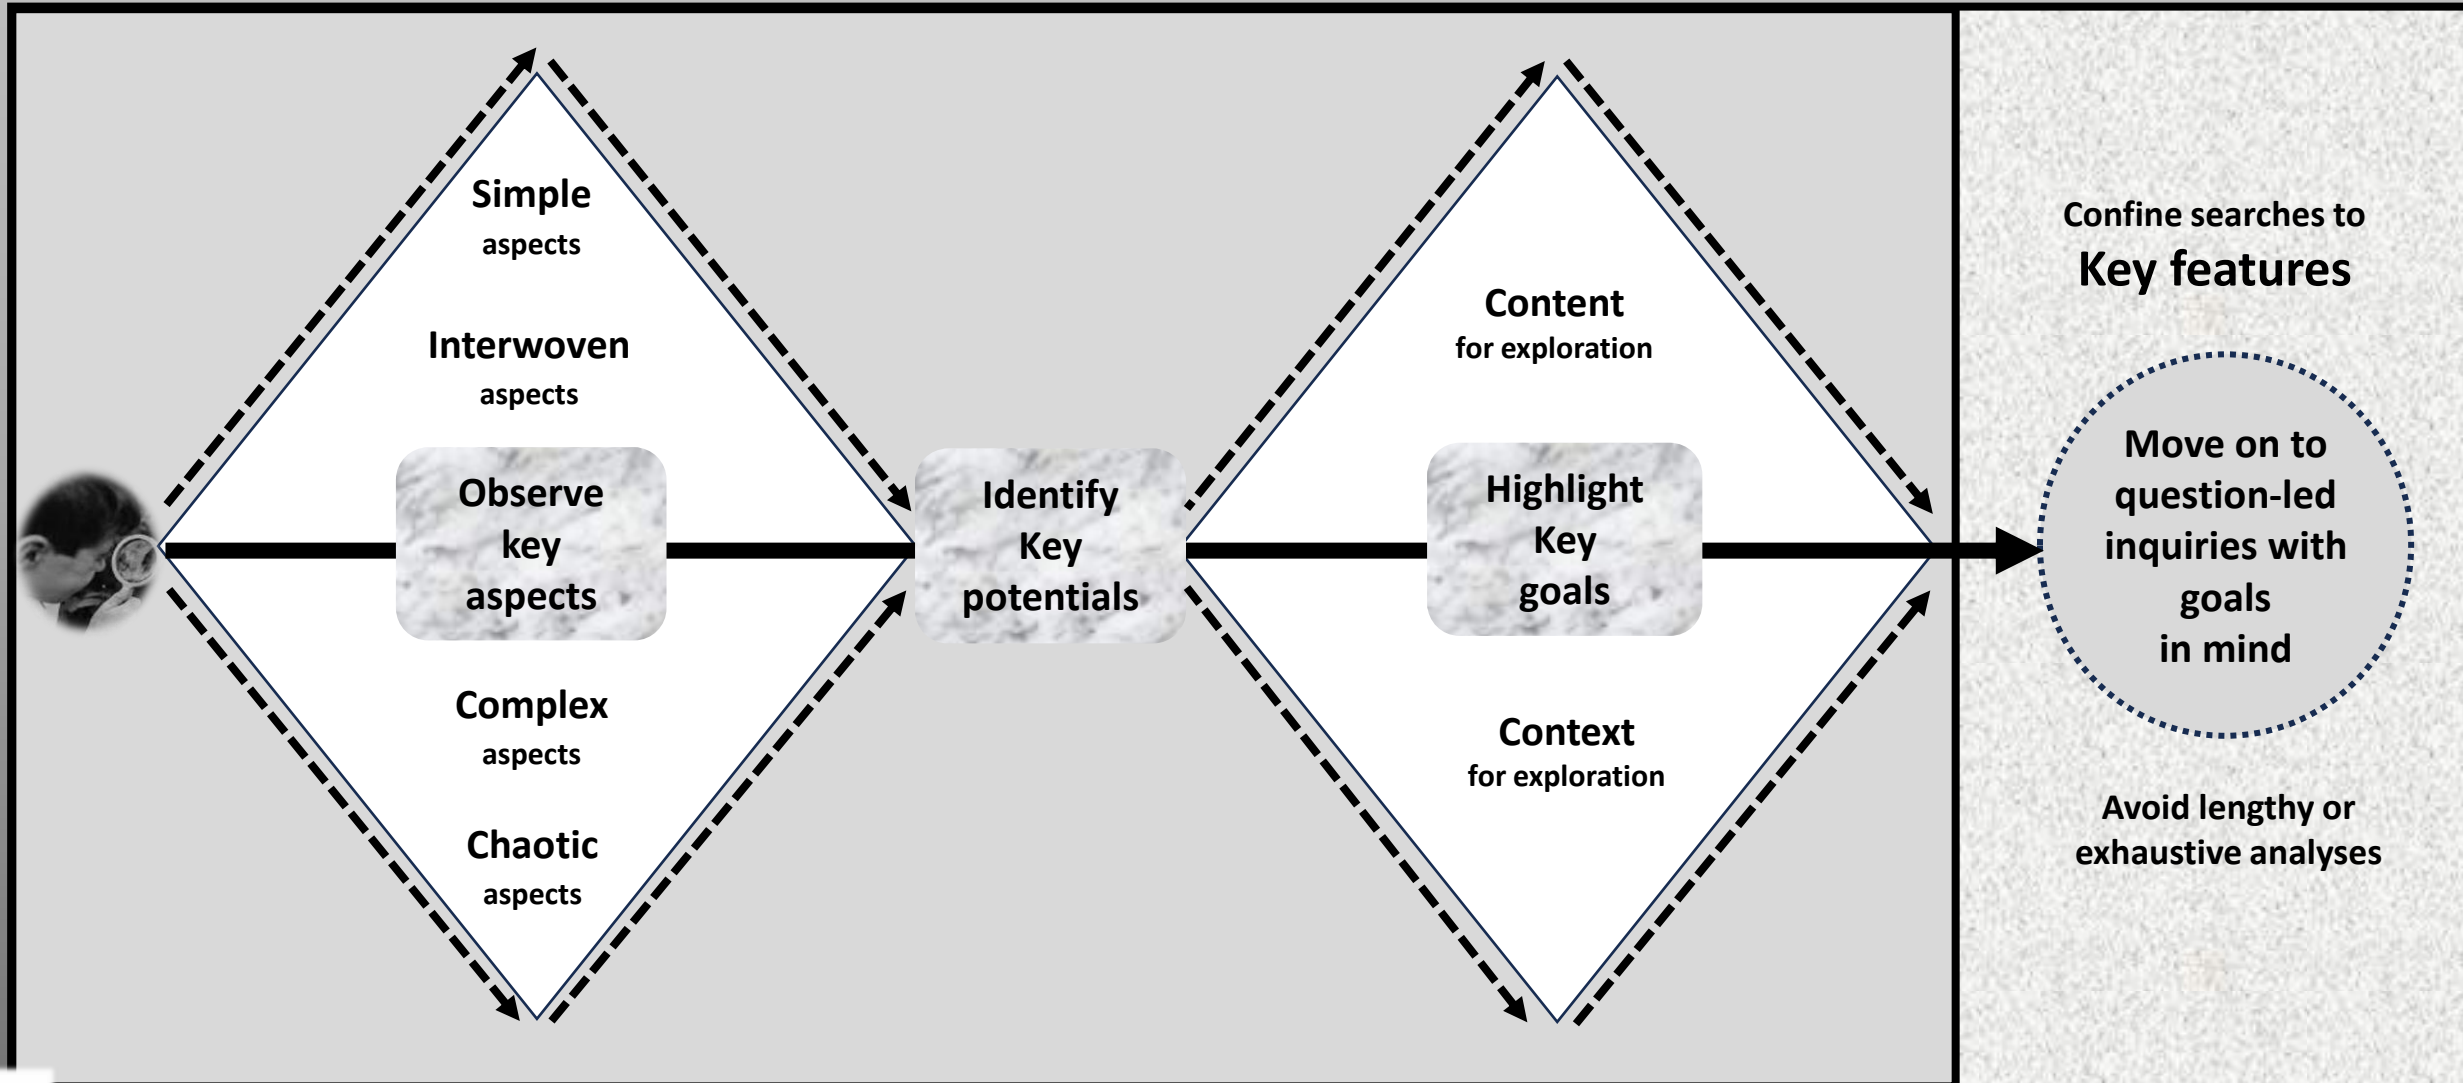 Simple
aspects
Interwoven
aspects
Observe
key
aspects
Complex
aspects
Chaotic
aspects
Identify
Key
potentials
Content
for exploration
Highlight
Key
goals
Context
for exploration
Confine searches to
Key features
Move on to
question-led
inquiries with
goals
in mind
Avoid lengthy or
exhaustive analyses